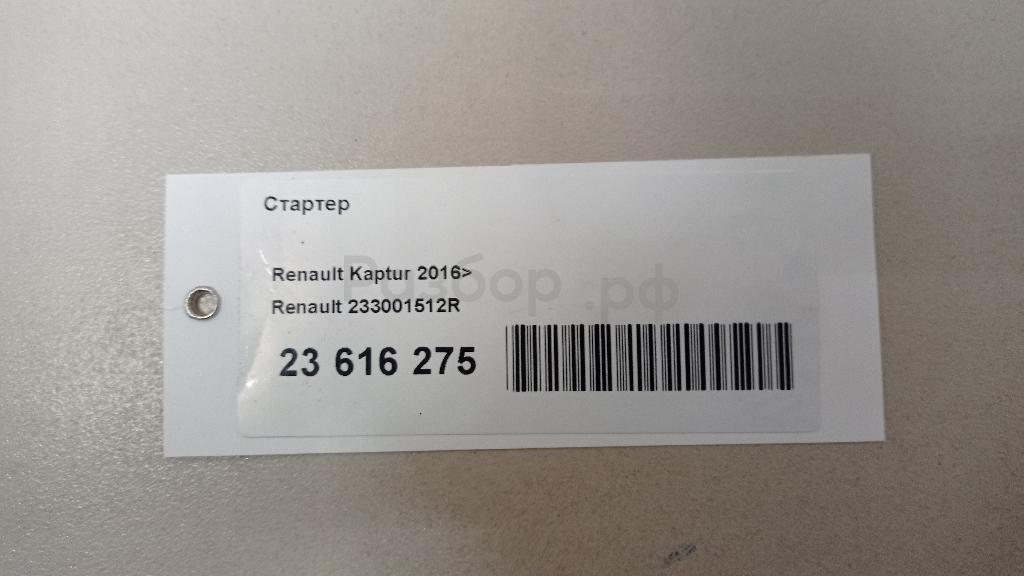 Стартер
Renault Kaptur 2016>
Разбор.рф
Renault 233001512R
23 616 275